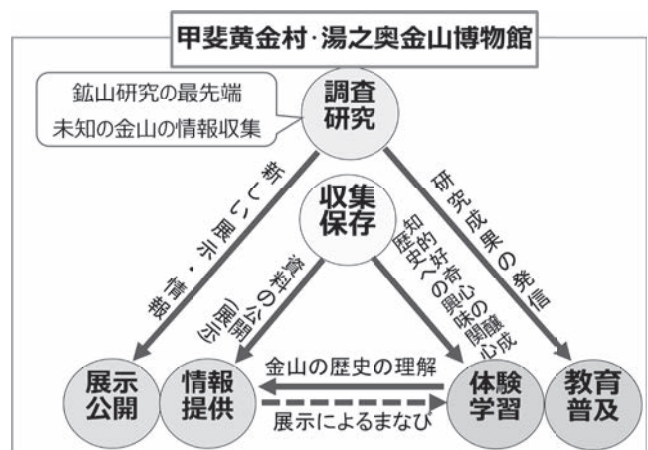 甲斐黄金村・湯之奥金山博物館
鉱山研究の最先端
未知の金山の情報収集
調査
研究
収集
保存
新しい展示・情報
研究成果の発信
資料の公開
(展示
知的好奇心の醸成
歴史への興味関心
展示
公開
情報
提供
金山の歴史の理解
展示によるまなび
体験
学習
教育
普及